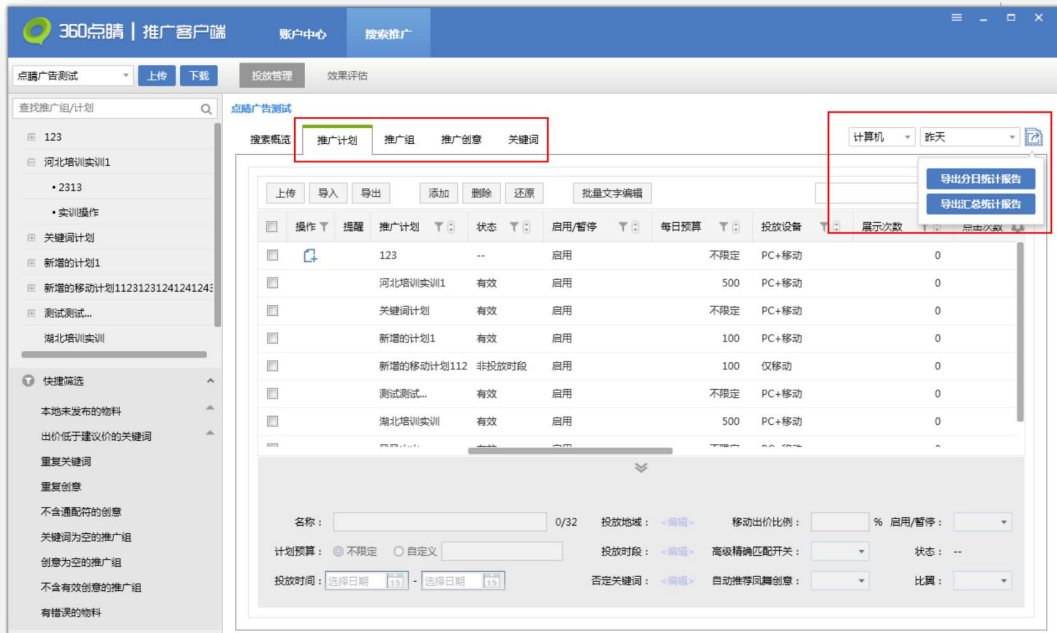 360点睛 | 推广客户端 账户中心 搜索推广
点睛广告测试 上传 下载 投放管理 效果评估
查找推广组/计划
123
河北培训实训1
•2313
•实训操作
关键词计划
新增的计划1
新增的移动计划11231231241241243
测试测试...
湖北培训实训
快捷筛选
本地未发布的物料
出价低于建议价的关键词
重复关键词
重复创意
不含通配符的创意
关键词为空的推广组
创意为空的推广组
不含有效创意的推广组
有错误的物料
点睛广告测试
搜索概览 推广计划 推广组 推广创意 关键词 计算机 昨天
导出分日统计报告
导出汇总统计报告
上传 导入 导出 添加 删除 还原 批量文字编辑
操作 提醒 推广计划 状态 启用/暂停 每日预算 投放设备 展示次数 点击次数
123 -- 启用 不限定 PC+移动 0
河北培训实训1 有效 启用 500 PC+移动 0
关键词计划 有效 启用 不限定 PC+移动 0
新增的计划1 有效 启用 100 PC+移动 0
新增的移动计划112 非投放时段 启用 100 仅移动 0
测试测试... 有效 启用 不限定 PC+移动 0
湖北培训实训 有效 启用 500 PC+移动 0
名称： 0/32 投放地域： <编辑> 移动出价比例： % 启用/暂停：
计划预算： 不限定 自定义 投放时段： <编辑> 高级精确匹配开关： 状态： --
投放时间： 选择日期 15 - 选择日期 15 否定关键词： <编辑> 自动推荐凤舞创意： 比翼：